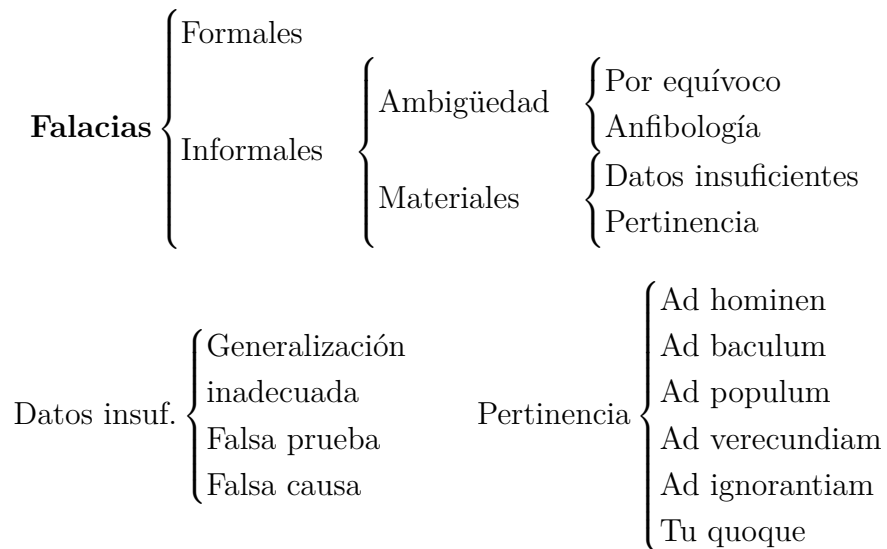 Falacias
Formales
Informales
Ambigüedad
Por equívoco
Anfibología
Materiales
Datos insuficientes
Pertinencia
Datos insuf.
Generalización
inadecuada
Falsa prueba
Falsa causa
Pertinencia
Ad hominen
Ad baculum
Ad populum
Ad verecundiam
Ad ignorantiam
Tu quoque